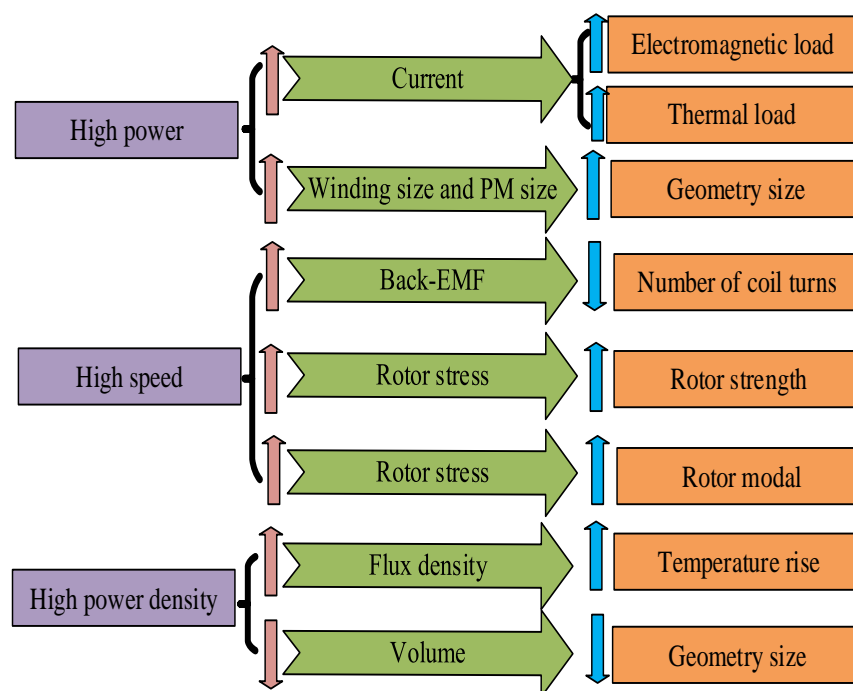 Electromagnetic load
Current
Thermal load
High power
Winding size and PM size
Geometry size
Back-EMF
Number of coil turns
High speed
Rotor stress
Rotor strength
Rotor stress
Rotor modal
Flux density
Temperature rise
High power density
Volume
Geometry size